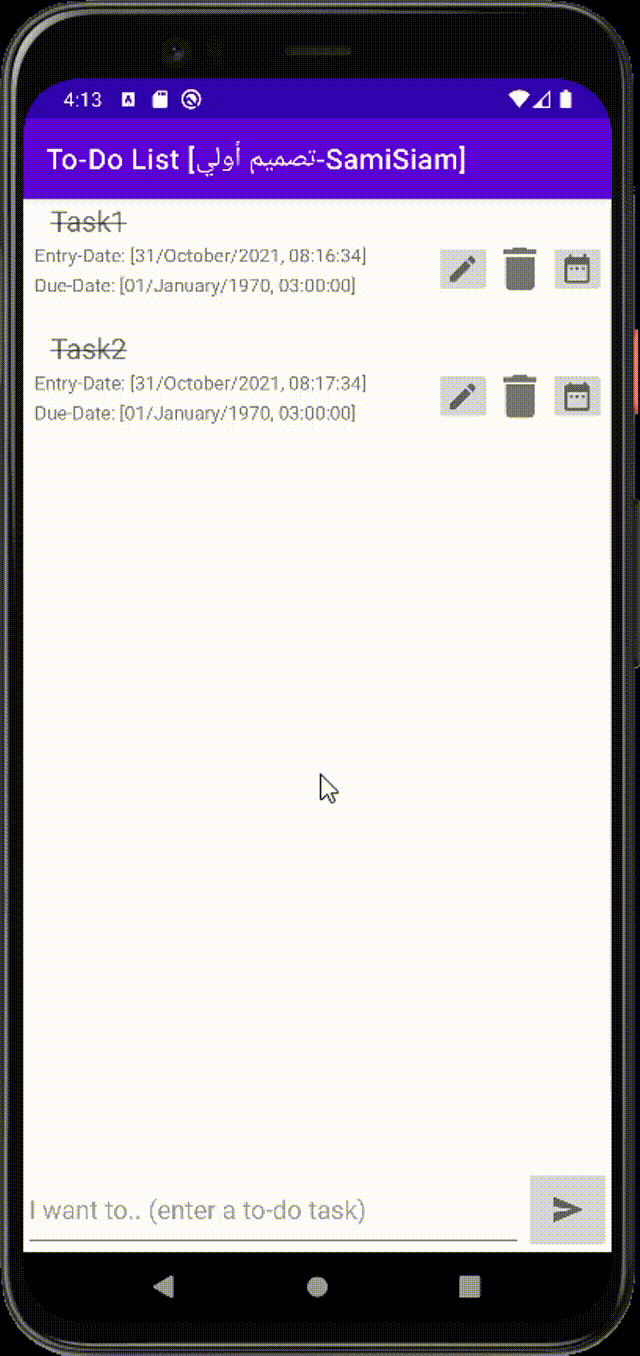 4:13
To-Do List [تصميم أولي-SamiSiam]
Task1
Entry-Date: [31/October/2021, 08:16:34]
Due-Date: [01/January/1970, 03:00:00]
Task2
Entry-Date: [31/October/2021, 08:17:34]
Due-Date: [01/January/1970, 03:00:00]
I want to.. (enter a to-do task)